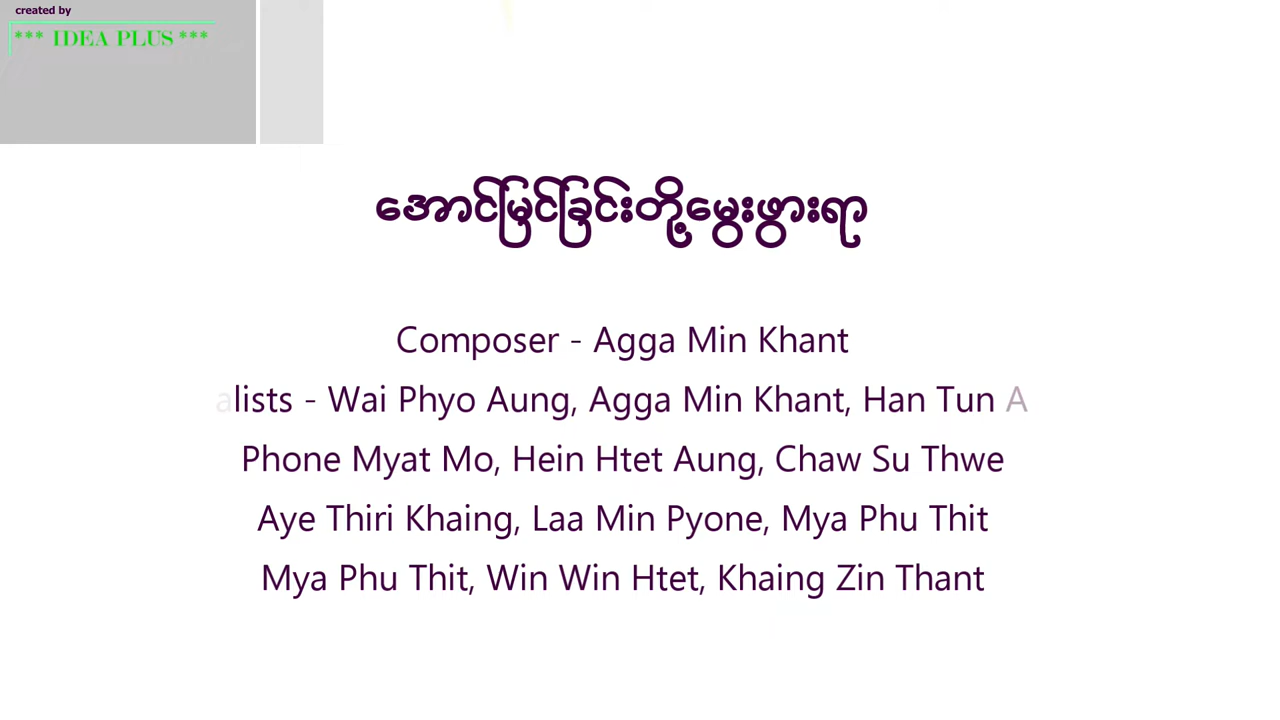 created by
*** IDEA PLUS ***
အောင်မြင်ခြင်းတို့မွေးဖွားရာ
Composer - Agga Min Khant
alists - Wai Phyo Aung, Agga Min Khant, Han Tun A
Phone Myat Mo, Hein Htet Aung, Chaw Su Thwe
Aye Thiri Khaing, Laa Min Pyone, Mya Phu Thit
Mya Phu Thit, Win Win Htet, Khaing Zin Thant